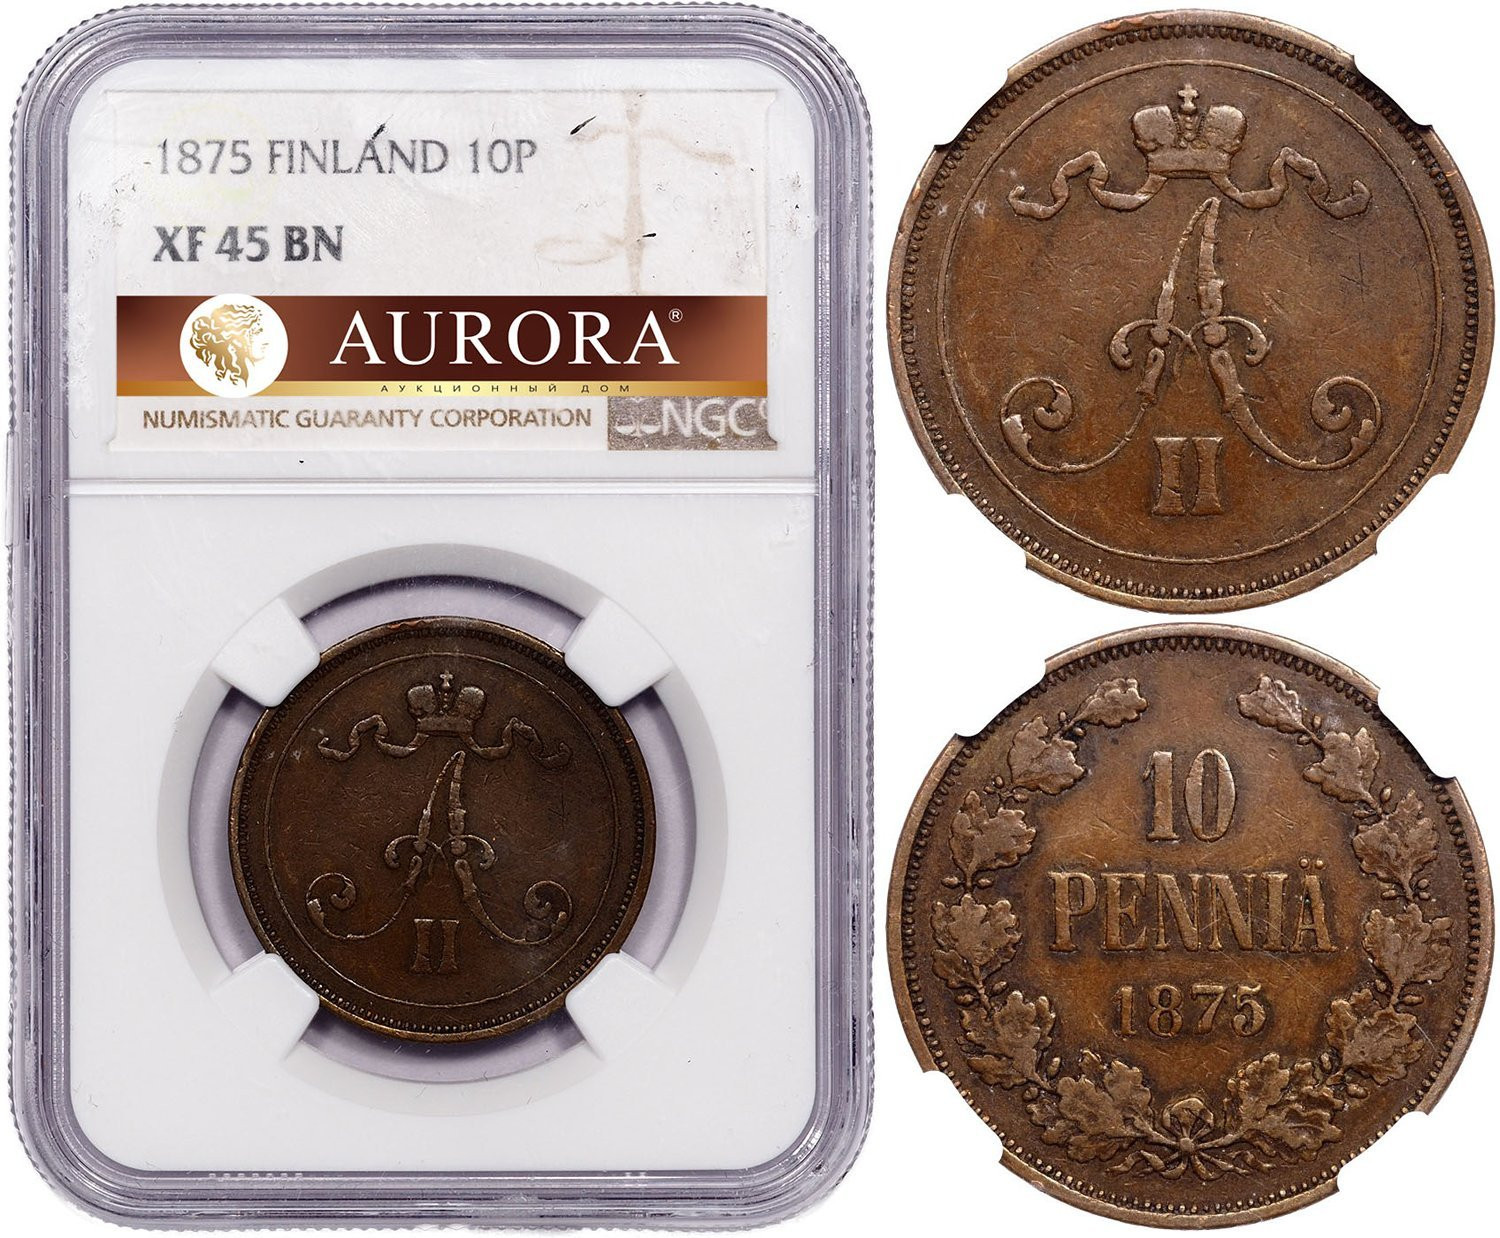 1875 FINLAND 10P
XF 45 BN
AURORA®
АУКЦИОННЫЙ ДОМ
NUMISMATIC GUARANTY CORPORATION
NGC
A
II
A
II
10
PENNIÄ
1875